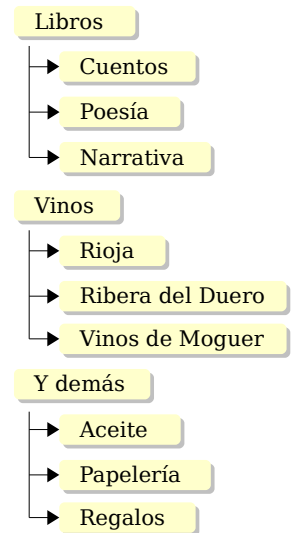 Libros
Cuentos
Poesía
Narrativa
Vinos
Rioja
Ribera del Duero
Vinos de Moguer
Y demás
Aceite
Papelería
Regalos